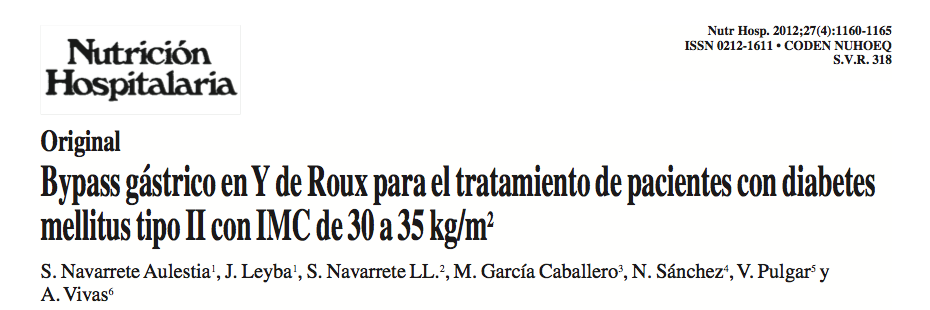 Nutrición
Hospitalaria
Nutr Hosp. 2012;27(4):1160-1165
ISSN 0212-1611 • CODEN NUHOEQ
S.V.R. 318
Original
Bypass gástrico en Y de Roux para el tratamiento de pacientes con diabetes
mellitus tipo II con IMC de 30 a 35 kg/m²
S. Navarrete Aulestia¹, J. Leyba¹, S. Navarrete LL.², M. García Caballero³, N. Sánchez⁴, V. Pulgar⁵ y
A. Vivas⁶